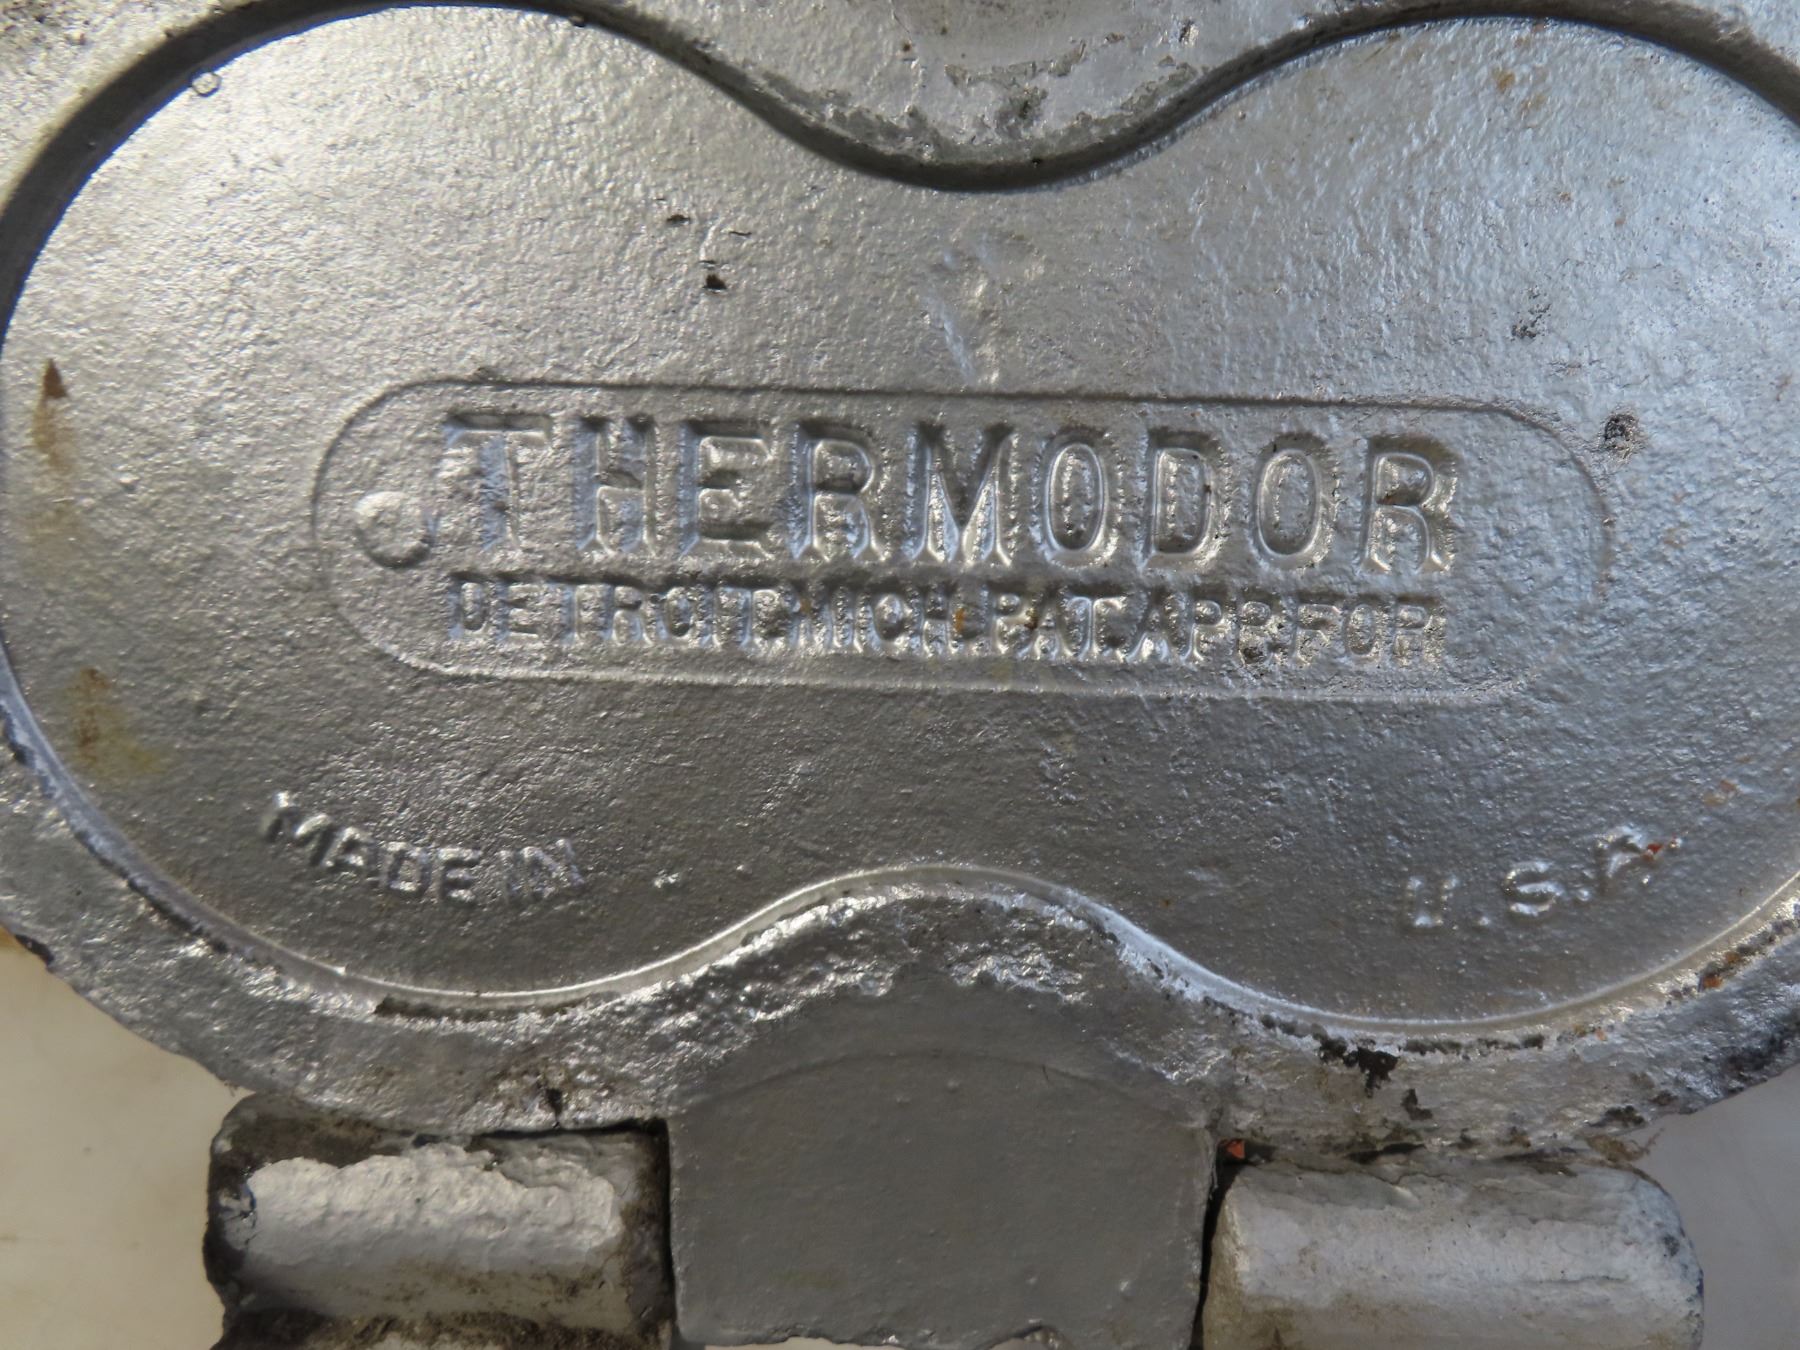 THERMODOR
DETROIT.MICH.PAT.APP.FOR
MADE IN U.S.A